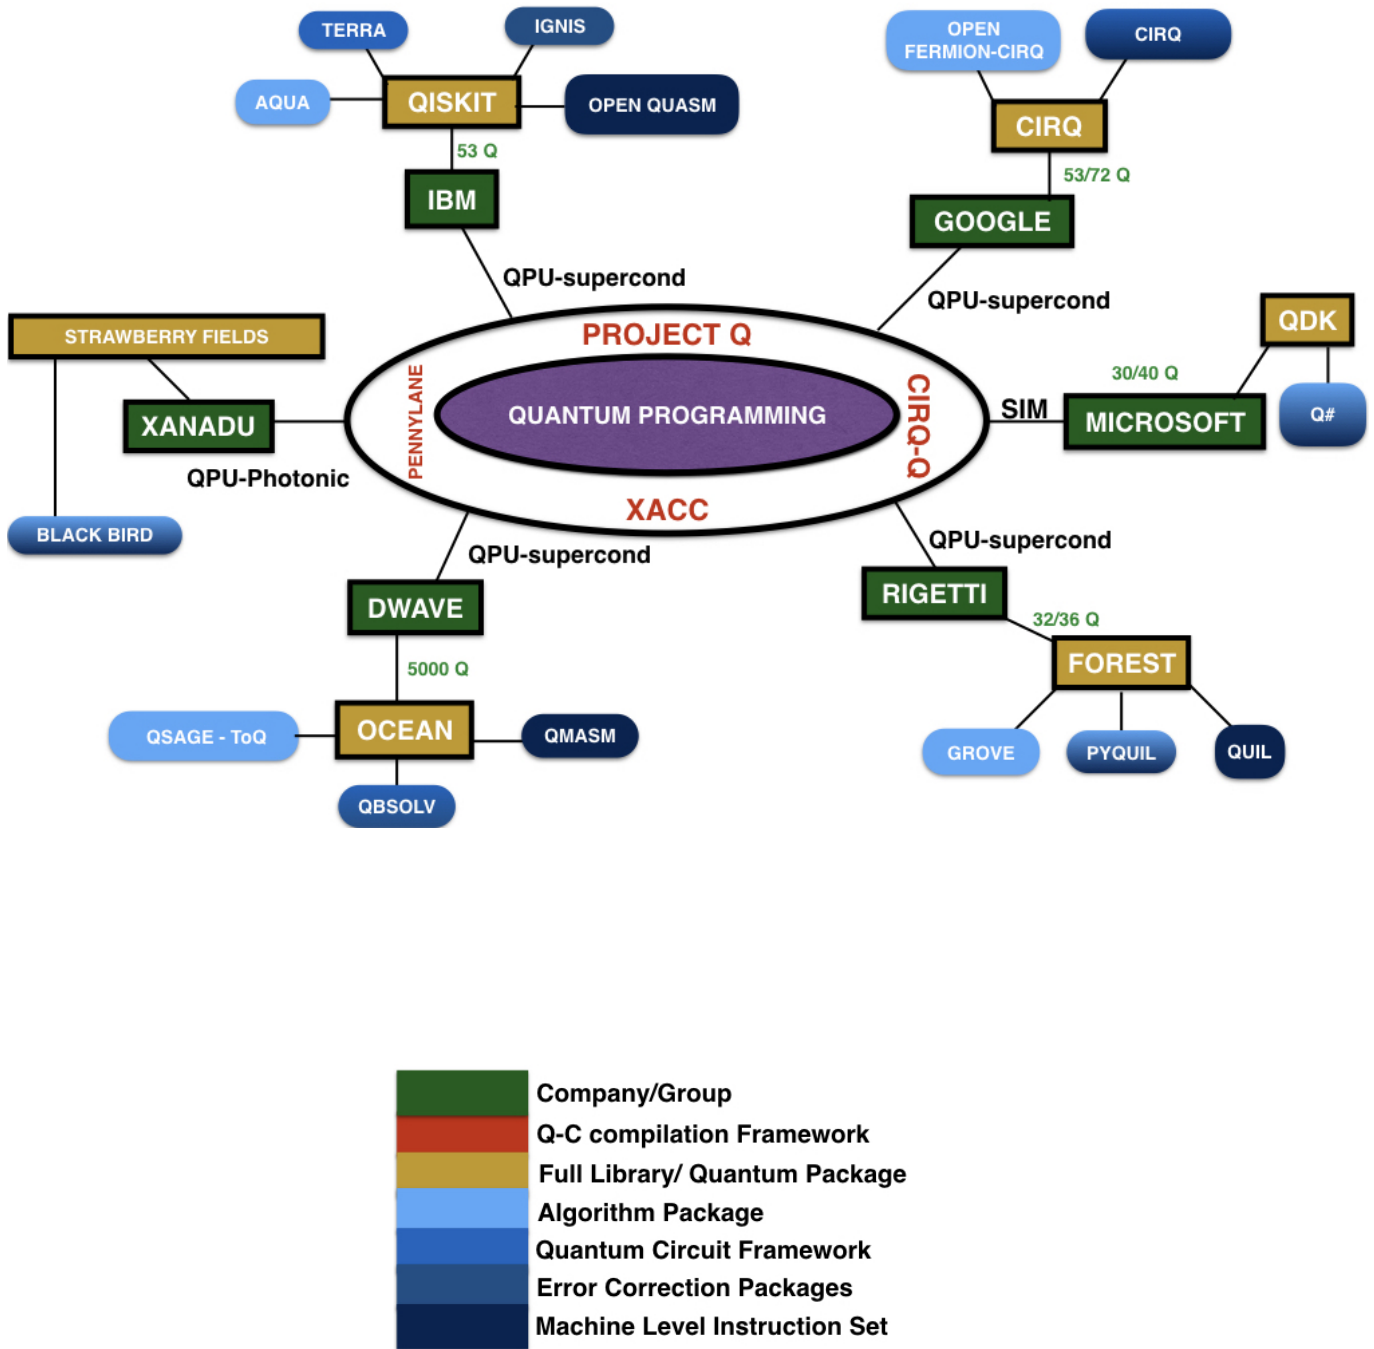 TERRA
IGNIS
AQUA
QISKIT
OPEN QUASM
53 Q
IBM
QPU-supercond
OPEN
FERMION-CIRQ
CIRQ
CIRQ
53/72 Q
GOOGLE
QPU-supercond
STRAWBERRY FIELDS
XANADU
QPU-Photonic
BLACK BIRD
PROJECT Q
PENNYLANE
QUANTUM PROGRAMMING
CIRQ-Q
XACC
QDK
30/40 Q
SIM
MICROSOFT
Q#
QPU-supercond
DWAVE
5000 Q
QSAGE - ToQ
OCEAN
QMASM
QBSOLV
QPU-supercond
RIGETTI
32/36 Q
FOREST
GROVE
PYQUIL
QUIL
Company/Group
Q-C compilation Framework
Full Library/ Quantum Package
Algorithm Package
Quantum Circuit Framework
Error Correction Packages
Machine Level Instruction Set